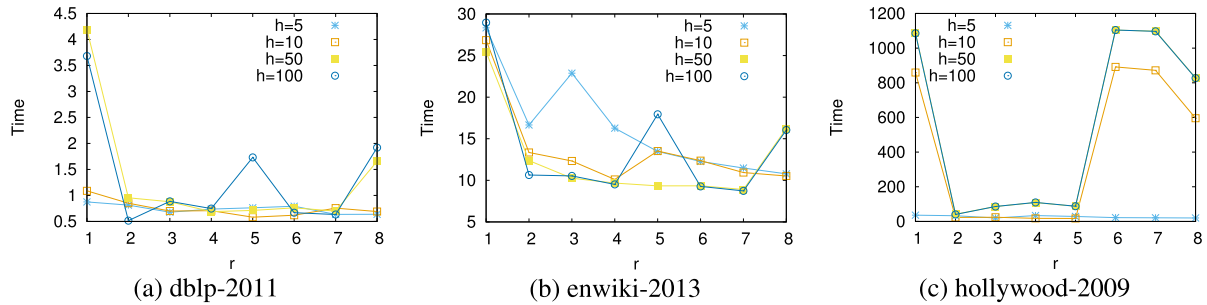 4.5
4
3.5
3
2.5
2
1.5
1
0.5
Time
h=5
h=10
h=50
h=100
1 2 3 4 5 6 7 8
r
(a) dblp-2011
30
25
20
15
10
5
Time
h=5
h=10
h=50
h=100
1 2 3 4 5 6 7 8
r
(b) enwiki-2013
1200
1000
800
600
400
200
0
Time
h=5
h=10
h=50
h=100
1 2 3 4 5 6 7 8
r
(c) hollywood-2009